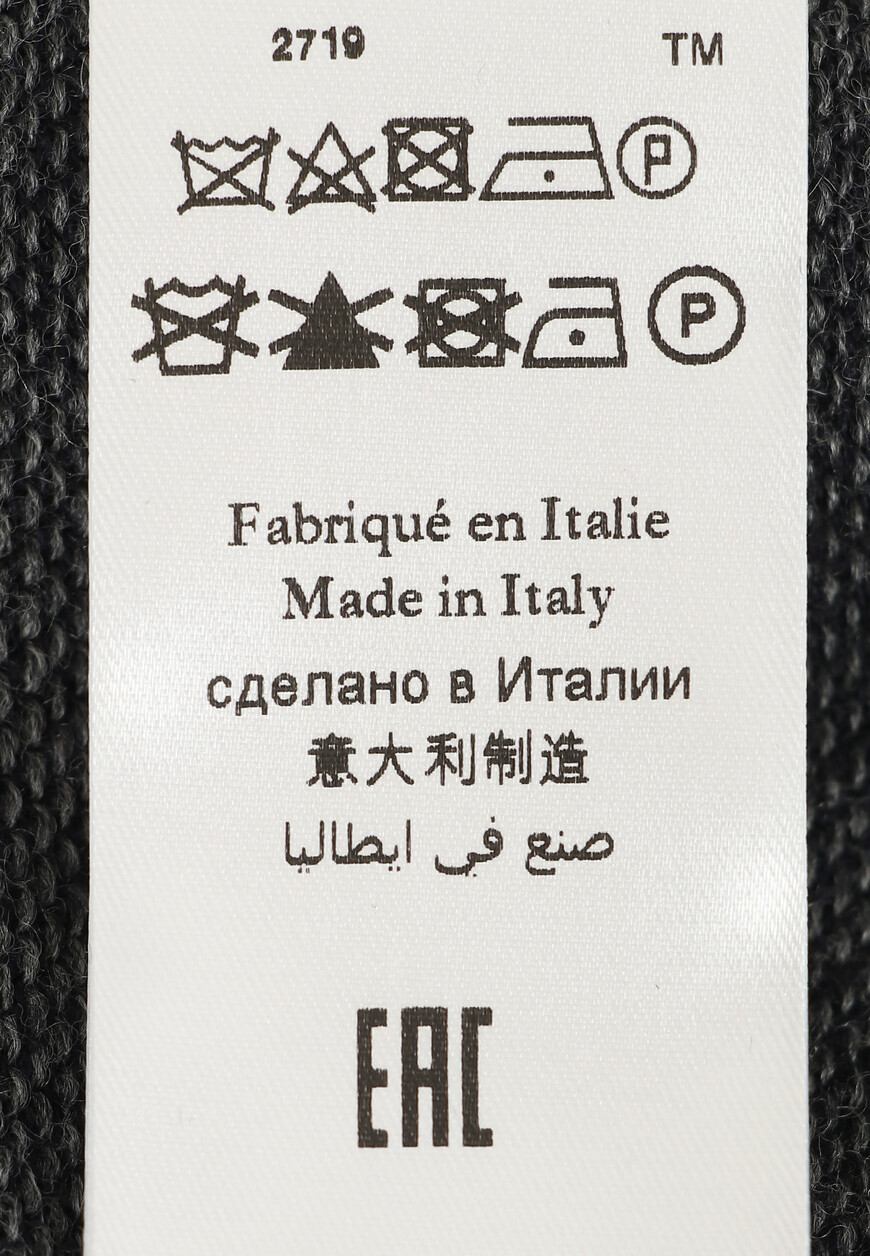 2719 TM
P
P
Fabriqué en Italie
Made in Italy
сделано в Италии
意大利制造
صنع في ايطاليا
EAC